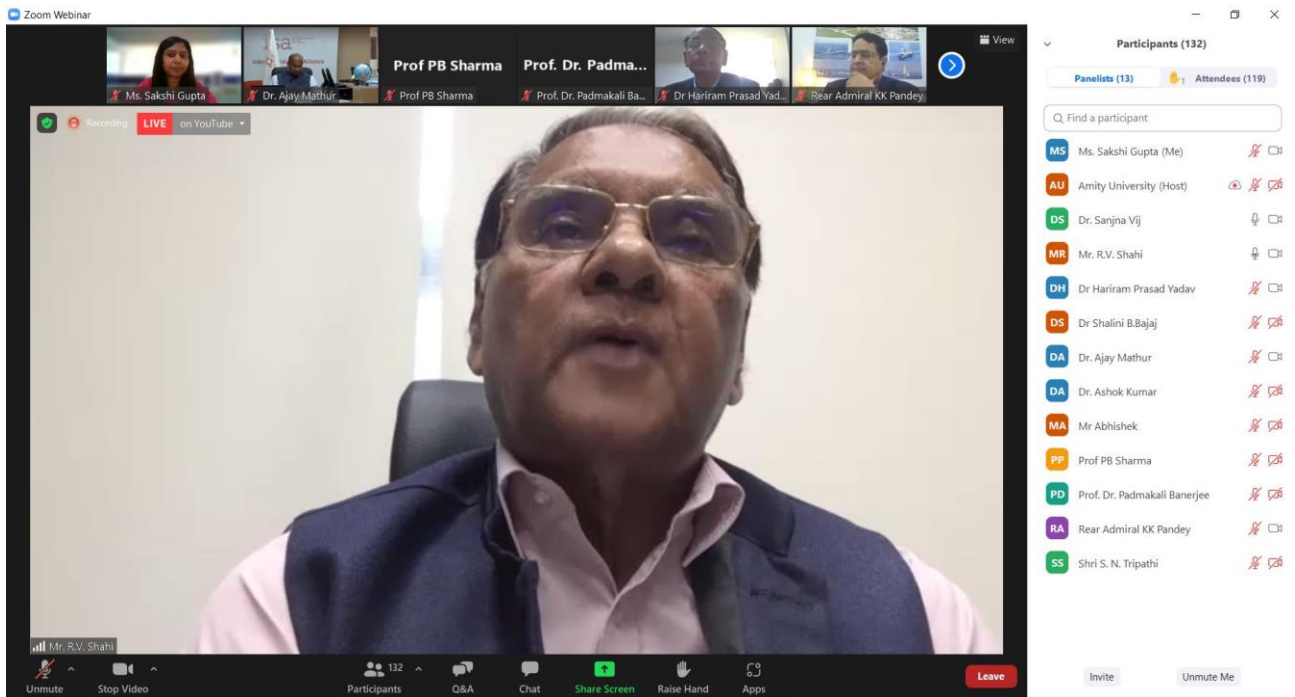 Zoom Webinar
View
Ms. Sakshi Gupta
isa
Dr. Ajay Mathur
Prof PB Sharma
Prof PB Sharma
Prof. Dr. Padma...
Prof. Dr. Padmakali Ba...
Dr Hariram Prasad Yad...
Rear Admiral KK Pandey
Recording
LIVE on YouTube
Mr. R.V. Shahi
Unmute
Stop Video
132
Participants
Q&A
Chat
Share Screen
Raise Hand
Apps
Leave
Participants (132)
Panelists (13)
1
Attendees (119)
Find a participant
MS Ms. Sakshi Gupta (Me)
AU Amity University (Host)
DS Dr. Sanjna Vij
MR Mr. R.V. Shahi
DH Dr Hariram Prasad Yadav
DS Dr Shalini B.Bajaj
DA Dr. Ajay Mathur
DA Dr. Ashok Kumar
MA Mr Abhishek
PP Prof PB Sharma
PD Prof. Dr. Padmakali Banerjee
RA Rear Admiral KK Pandey
SS Shri S. N. Tripathi
Invite
Unmute Me